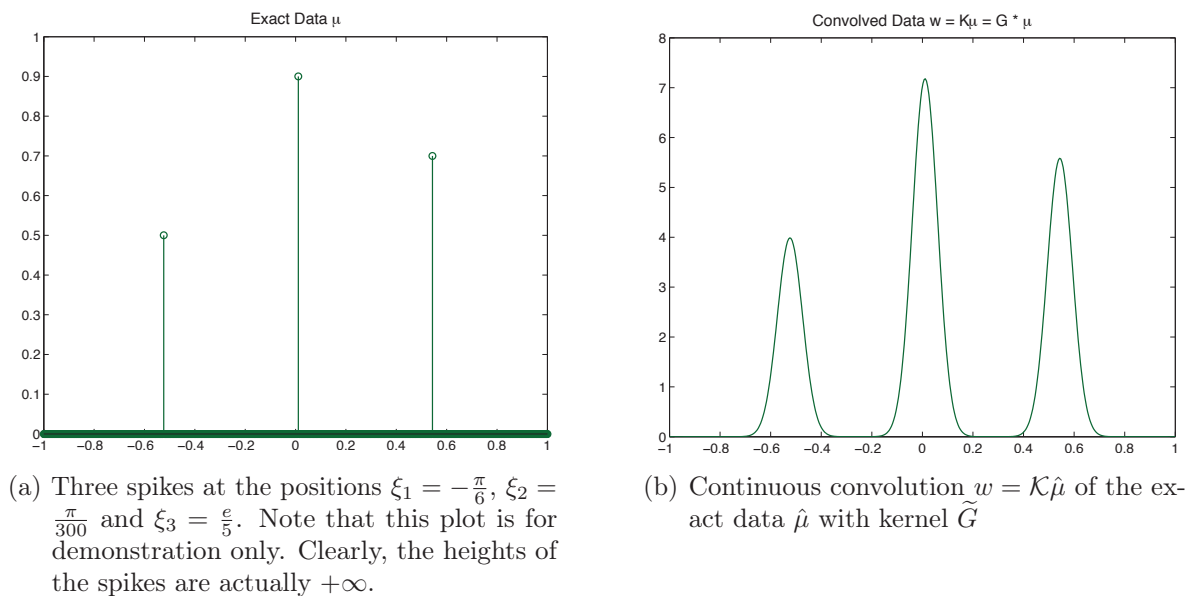 Exact Data μ
1
0.9
0.8
0.7
0.6
0.5
0.4
0.3
0.2
0.1
0
−1 −0.8 −0.6 −0.4 −0.2 0 0.2 0.4 0.6 0.8 1
(a) Three spikes at the positions ξ₁ = −π/6, ξ₂ =
π/300 and ξ₃ = e/5. Note that this plot is for
demonstration only. Clearly, the heights of
the spikes are actually +∞.
Convolved Data w = Kμ = G * μ
8
7
6
5
4
3
2
1
0
−1 −0.8 −0.6 −0.4 −0.2 0 0.2 0.4 0.6 0.8 1
(b) Continuous convolution w = 𝒦μ̂ of the ex-
act data μ̂ with kernel G̃